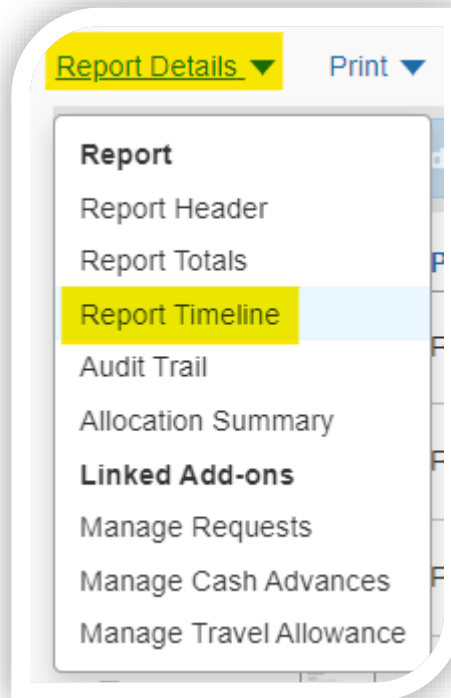 Report Details Print
Report
Report Header
Report Totals
Report Timeline
Audit Trail
Allocation Summary
Linked Add-ons
Manage Requests
Manage Cash Advances
Manage Travel Allowance